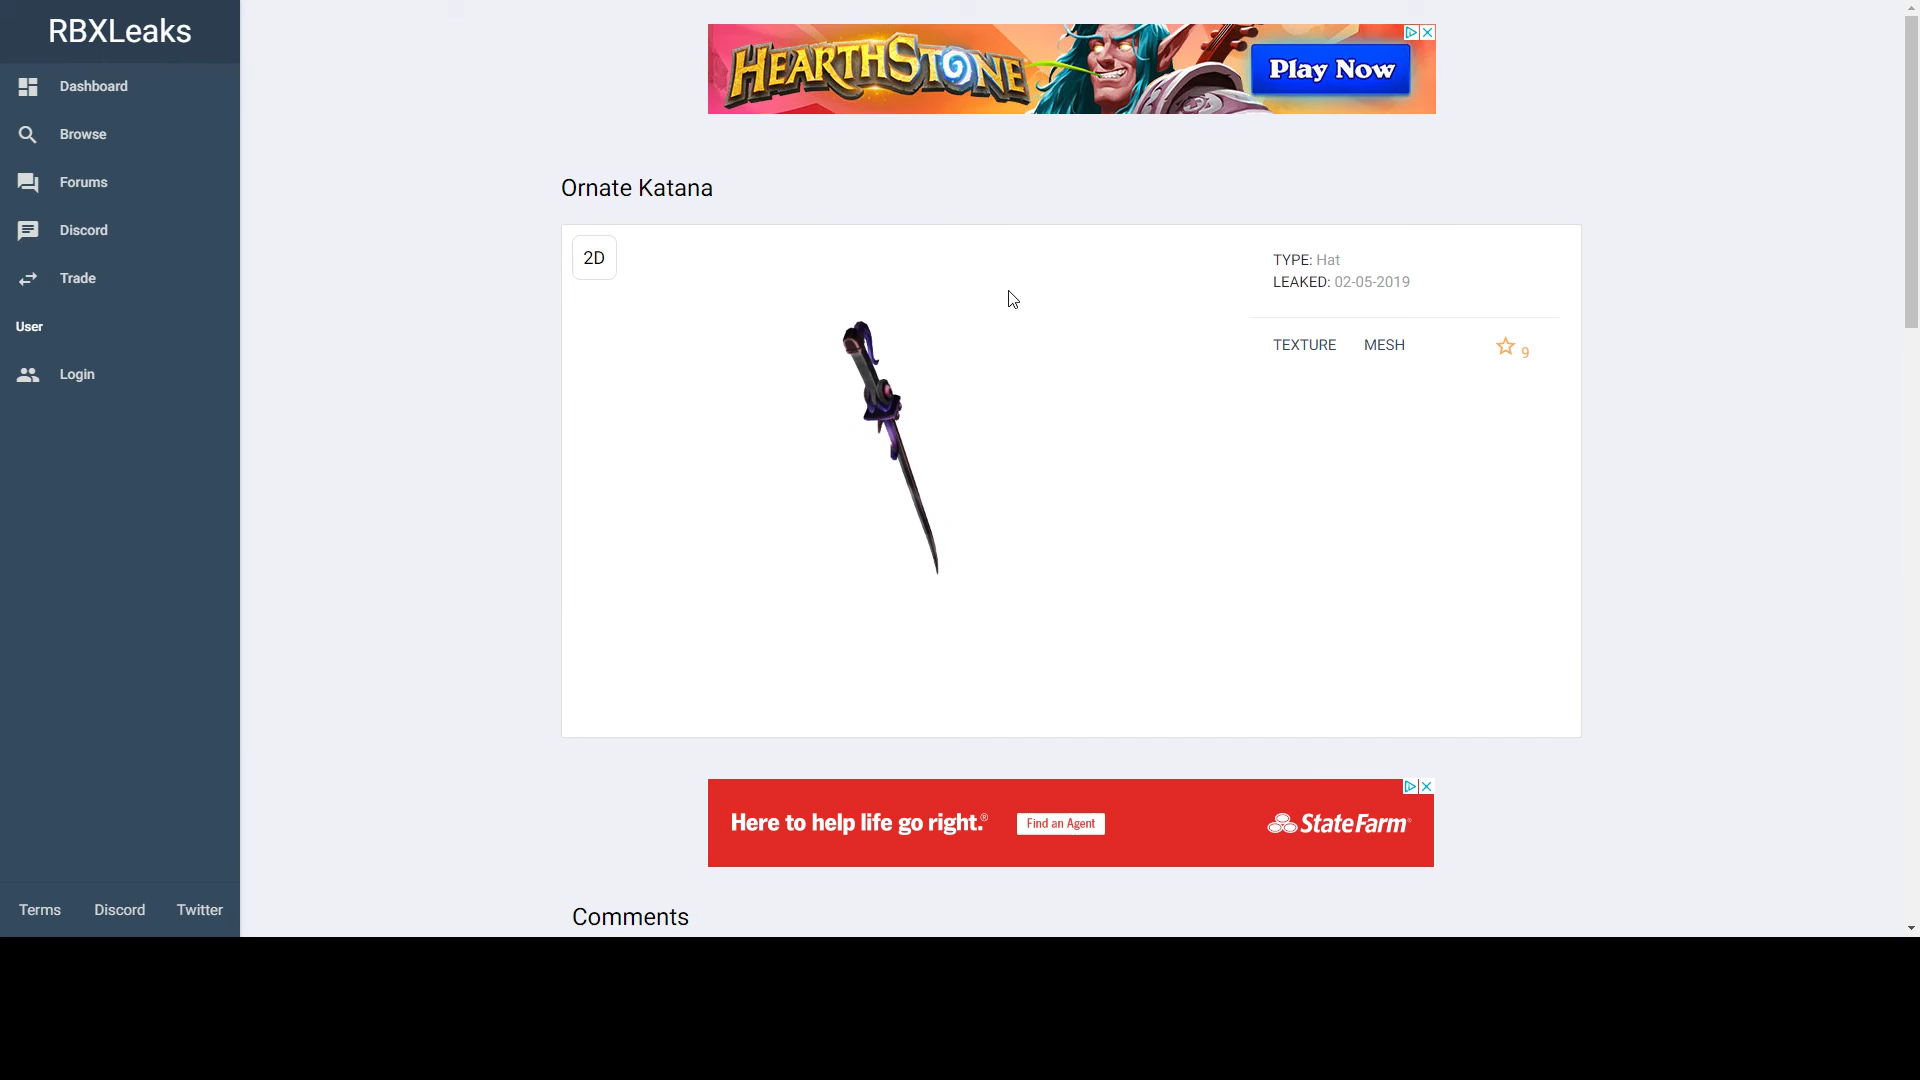 RBXLeaks
Dashboard
Browse
Forums
Discord
Trade
User
Login
Terms Discord Twitter
HEARTHSTONE
Play Now
Ornate Katana
2D
TYPE: Hat
LEAKED: 02-05-2019
TEXTURE MESH 9
Here to help life go right.® Find an Agent StateFarm®
Comments